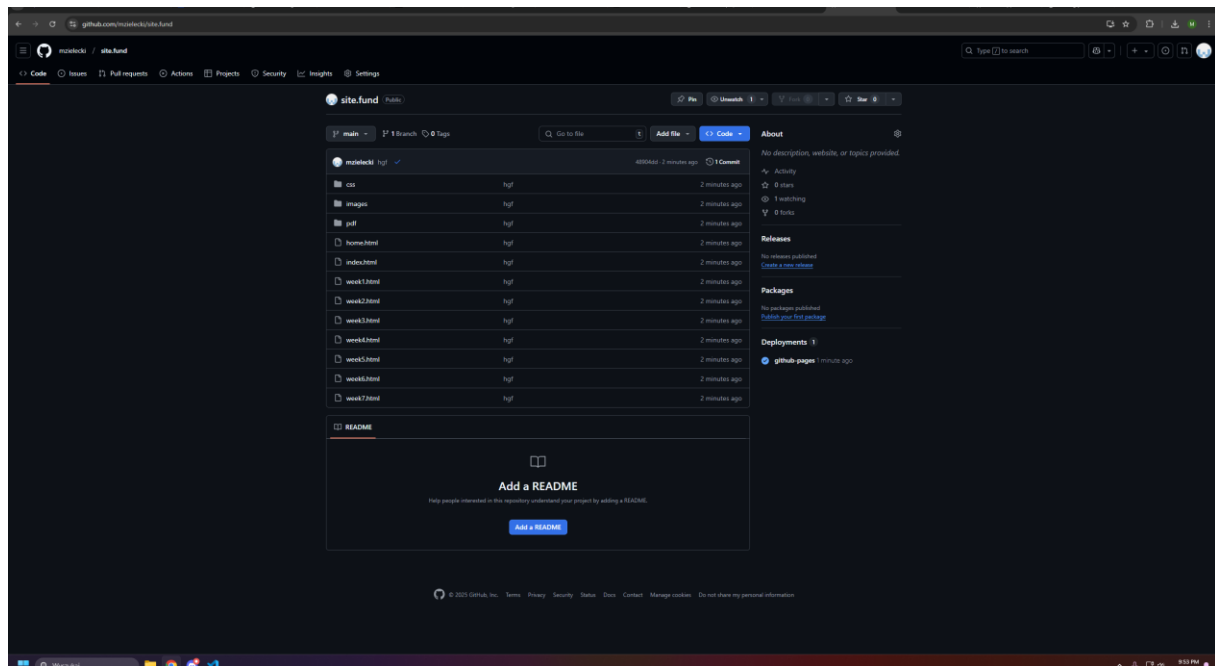 github.com/mzielecki/site.fund
mzielecki / site.fund
Type / to search
Code Issues Pull requests Actions Projects Security Insights Settings
site.fund Public
Pin Unwatch 1 Fork 0 Star 0
main 1 Branch 0 Tags
Go to file t Add file Code
mzielecki hgf 2 minutes ago 1 Commit
css hgf 2 minutes ago
images hgf 2 minutes ago
pdf hgf 2 minutes ago
home.html hgf 2 minutes ago
index.html hgf 2 minutes ago
week1.html hgf 2 minutes ago
week2.html hgf 2 minutes ago
week3.html hgf 2 minutes ago
week4.html hgf 2 minutes ago
week5.html hgf 2 minutes ago
week6.html hgf 2 minutes ago
week7.html hgf 2 minutes ago
README
Add a README
Help people interested in this repository understand your project by adding a README.
Add a README
About
No description, website, or topics provided.
Activity
0 stars
1 watching
0 forks
Releases
No releases published
Create a new release
Packages
No packages published
Publish your first package
Deployments 1
github-pages 1 minute ago
© 2025 GitHub, Inc. Terms Privacy Security Status Docs Contact Manage cookies Do not share my personal information
Wyszukaj
9:53 PM